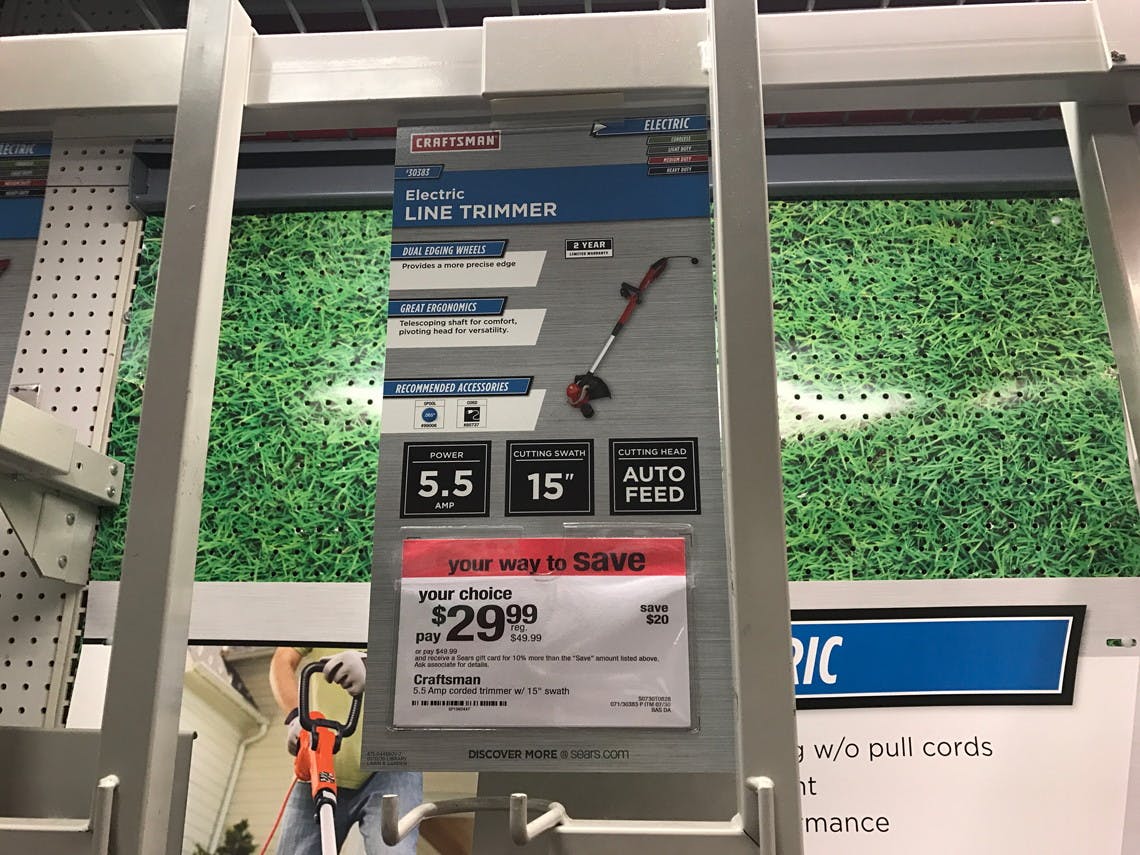 ELECTRIC
CRAFTSMAN
ELECTRIC
CORDLESS
LIGHT DUTY
MEDIUM DUTY
HEAVY DUTY
30383
Electric
LINE TRIMMER
DUAL EDGING WHEELS
Provides a more precise edge
2 YEAR
LIMITED WARRANTY
GREAT ERGONOMICS
Telescoping shaft for comfort,
pivoting head for versatility.
RECOMMENDED ACCESSORIES
SPOOL
CORD
.065"
POWER
5.5
AMP
CUTTING SWATH
15"
CUTTING HEAD
AUTO
FEED
your way to save
your choice
pay $29.99
reg.
$49.99
save
$20
or pay $49.99
and receive a Sears gift card for 10% more than the "Save" amount listed above.
Ask associate for details.
Craftsman
5.5 Amp corded trimmer w/ 15" swath
DISCOVER MORE @ sears.com
RIC
g w/o pull cords
nt
rmance